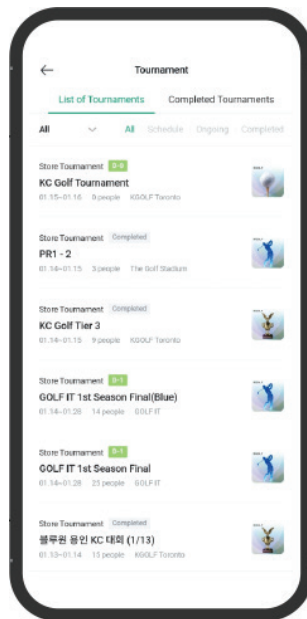 Tournament
List of Tournaments Completed Tournaments
All All Schedule Ongoing Completed
Store Tournament
KC Golf Tournament
01.15~01.16 0 people KGOLF Toronto
Store Tournament Completed
PR1 - 2
01.14~01.15 3 people The Golf Stadium
Store Tournament Completed
KC Golf Tier 3
01.14~01.15 9 people KGOLF Toronto
Store Tournament D-1
GOLF IT 1st Season Final(Blue)
01.14~01.28 14 people GOLF IT
Store Tournament D-1
GOLF IT 1st Season Final
01.14~01.28 25 people GOLF IT
Store Tournament Completed
블루원 용인 KC 대회 (1/13)
01.13~01.14 15 people KGOLF Toronto